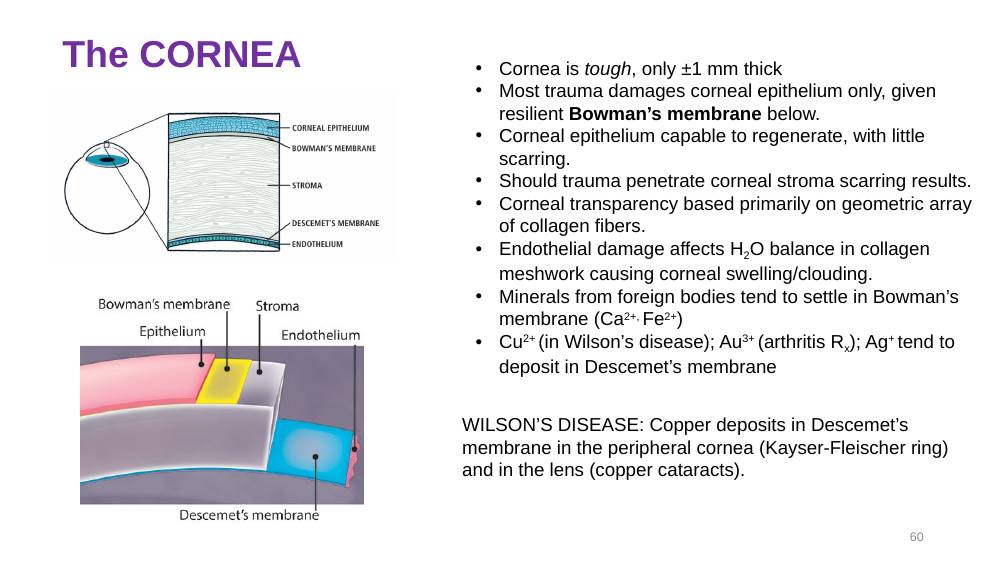 The CORNEA
CORNEAL EPITHELIUM
BOWMAN'S MEMBRANE
STROMA
DESCEMET'S MEMBRANE
ENDOTHELIUM
Bowman's membrane
Stroma
Epithelium
Endothelium
Descemet's membrane
• Cornea is tough, only ±1 mm thick
• Most trauma damages corneal epithelium only, given
resilient Bowman's membrane below.
• Corneal epithelium capable to regenerate, with little
scarring.
• Should trauma penetrate corneal stroma scarring results.
• Corneal transparency based primarily on geometric array
of collagen fibers.
• Endothelial damage affects H₂O balance in collagen
meshwork causing corneal swelling/clouding.
• Minerals from foreign bodies tend to settle in Bowman's
membrane (Ca²⁺, Fe²⁺)
• Cu²⁺ (in Wilson's disease); Au³⁺ (arthritis Rₓ); Ag⁺ tend to
deposit in Descemet's membrane
WILSON'S DISEASE: Copper deposits in Descemet's
membrane in the peripheral cornea (Kayser-Fleischer ring)
and in the lens (copper cataracts).
60